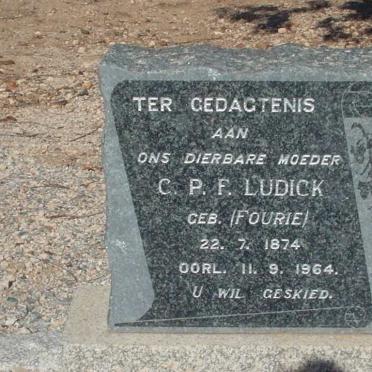 TER GEDAGTENIS
AAN
ONS DIERBARE MOEDER
C. P. F. LUDICK
GEB. (FOURIE)
22. 7. 1874
OORL. 11. 9. 1964.
U WIL GESKIED.